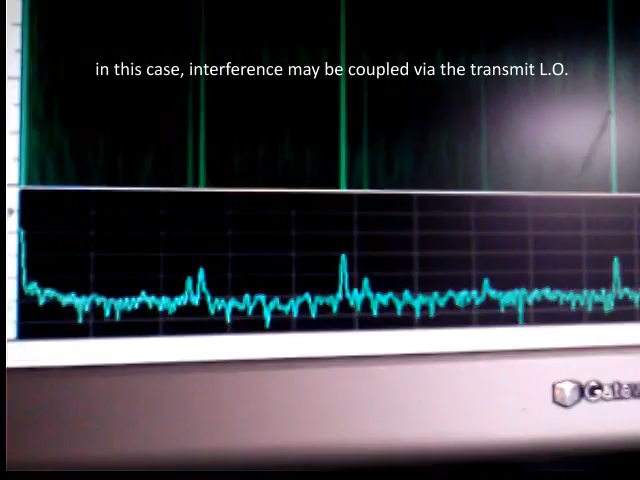 in this case, interference may be coupled via the transmit L.O.